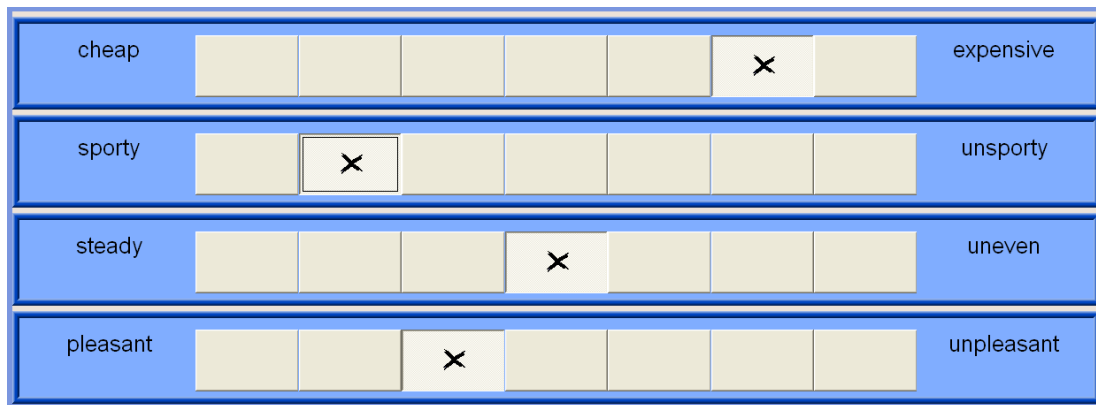 cheap expensive
sporty unsporty
steady uneven
pleasant unpleasant